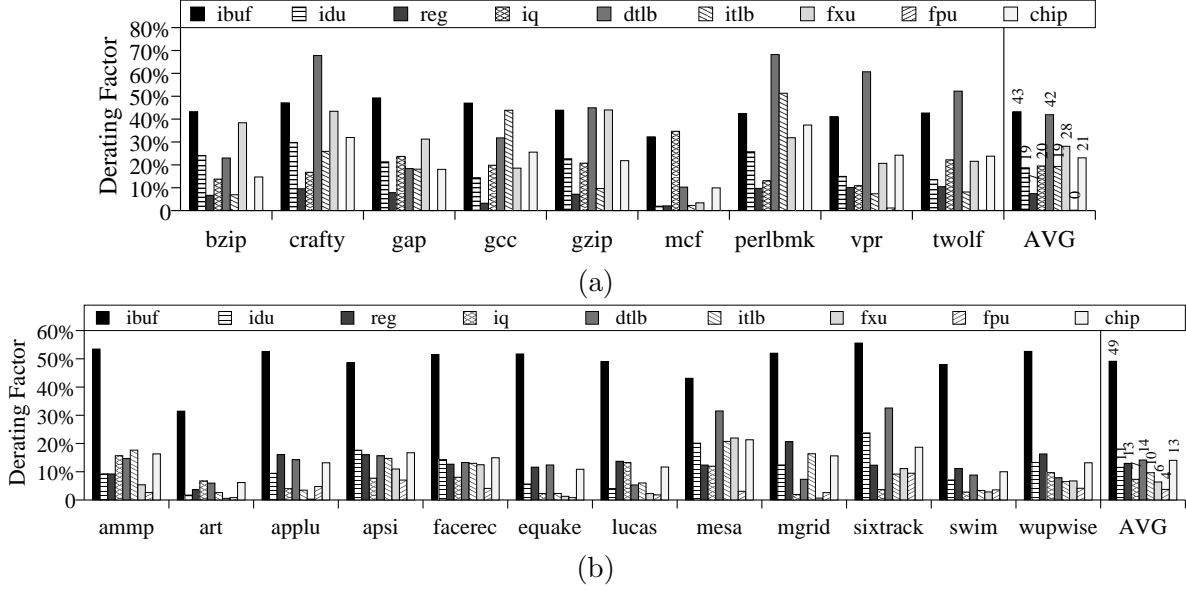 ibuf idu reg iq dtlb itlb fxu fpu chip
80%
70%
60%
50%
40%
30%
20%
10%
0
Derating Factor
43 19 20 42 19 28 0 21
bzip crafty gap gcc gzip mcf perlbmk vpr twolf AVG
(a)
ibuf idu reg iq dtlb itlb fxu fpu chip
60%
50%
40%
30%
20%
10%
0
Derating Factor
49 13 14 10 6 4 13
ammp art applu apsi facerec equake lucas mesa mgrid sixtrack swim wupwise AVG
(b)